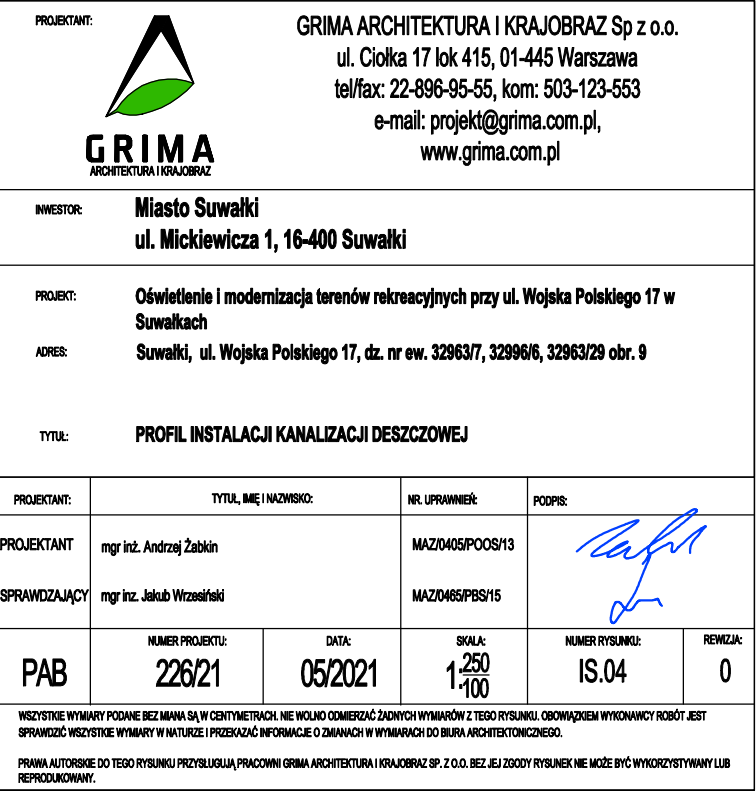 PROJEKTANT:
GRIMA
ARCHITEKTURA I KRAJOBRAZ
GRIMA ARCHITEKTURA I KRAJOBRAZ Sp z o.o.
ul. Ciołka 17 lok 415, 01-445 Warszawa
tel/fax: 22-896-95-55, kom: 503-123-553
e-mail: projekt@grima.com.pl,
www.grima.com.pl
INWESTOR:
Miasto Suwałki
ul. Mickiewicza 1, 16-400 Suwałki
PROJEKT:
Oświetlenie i modernizacja terenów rekreacyjnych przy ul. Wojska Polskiego 17 w
Suwałkach
ADRES:
Suwałki, ul. Wojska Polskiego 17, dz. nr ew. 32963/7, 32996/6, 32963/29 obr. 9
TYTUŁ:
PROFIL INSTALACJI KANALIZACJI DESZCZOWEJ
PROJEKTANT: TYTUŁ, IMIĘ I NAZWISKO: NR. UPRAWNIEŃ: PODPIS:
PROJEKTANT mgr inż. Andrzej Żabkin MAZ/0405/POOS/13
SPRAWDZAJĄCY mgr inz. Jakub Wrzesiński MAZ/0465/PBS/15
NUMER PROJEKTU: DATA: SKALA: NUMER RYSUNKU: REWIZJA:
PAB 226/21 05/2021 1:250/100 IS.04 0
WSZYSTKIE WYMIARY PODANE BEZ MIANA SĄ W CENTYMETRACH. NIE WOLNO ODMIERZAĆ ŻADNYCH WYMIARÓW Z TEGO RYSUNKU. OBOWIĄZKIEM WYKONAWCY ROBÓT JEST
SPRAWDZIĆ WSZYSTKIE WYMIARY W NATURZE I PRZEKAZAĆ INFORMACJE O ZMIANACH W WYMIARACH DO BIURA ARCHITEKTONICZNEGO.
PRAWA AUTORSKIE DO TEGO RYSUNKU PRZYSŁUGUJĄ PRACOWNI GRIMA ARCHITEKTURA I KRAJOBRAZ SP. Z O.O. BEZ JEJ ZGODY RYSUNEK NIE MOŻE BYĆ WYKORZYSTYWANY LUB
REPRODUKOWANY.